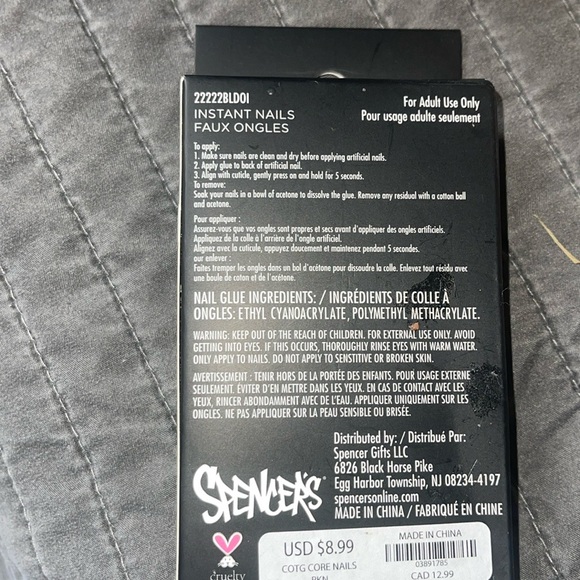 22222BLD01
INSTANT NAILS
FAUX ONGLES
For Adult Use Only
Pour usage adulte seulement
To apply:
1. Make sure nails are clean and dry before applying artificial nails.
2. Apply glue to back of artificial nail.
3. Align with cuticle, gently press on and hold for 5 seconds.
To remove:
Soak your nails in a bowl of acetone to dissolve the glue. Remove any residual with a cotton ball
and acetone.
Pour appliquer :
Assurez-vous que vos ongles sont propres et secs avant d'appliquer des ongles artificiels.
Appliquez de la colle à l'arrière de l'ongle artificiel.
Alignez avec la cuticule, appuyez doucement et maintenez pendant 5 secondes.
our enlever :
Faites tremper les ongles dans un bol d'acétone pour dissoudre la colle. Enlevez tout résidu avec
une boule de coton et de l'acétone.
NAIL GLUE INGREDIENTS: / INGRÉDIENTS DE COLLE À
ONGLES: ETHYL CYANOACRYLATE, POLYMETHYL METHACRYLATE.
WARNING: KEEP OUT OF THE REACH OF CHILDREN. FOR EXTERNAL USE ONLY. AVOID
GETTING INTO EYES. IF THIS OCCURS, THOROUGHLY RINSE EYES WITH WARM WATER.
ONLY APPLY TO NAILS. DO NOT APPLY TO SENSITIVE OR BROKEN SKIN.
AVERTISSEMENT : TENIR HORS DE LA PORTÉE DES ENFANTS. POUR USAGE EXTERNE
SEULEMENT. ÉVITER D'EN METTRE DANS LES YEUX. EN CAS DE CONTACT AVEC LES
YEUX, RINCER ABONDAMMENT AVEC DE L'EAU. APPLIQUER UNIQUEMENT SUR LES
ONGLES. NE PAS APPLIQUER SUR LA PEAU SENSIBLE OU BRISÉE.
Distributed by: / Distribué Par:
Spencer Gifts LLC
6826 Black Horse Pike
Egg Harbor Township, NJ 08234-4197
spencersonline.com
MADE IN CHINA / FABRIQUÉ EN CHINE
SPENCER'S
cruelty
USD $8.99
COTG CORE NAILS
BKN
MADE IN CHINA
03891785
CAD 12.99